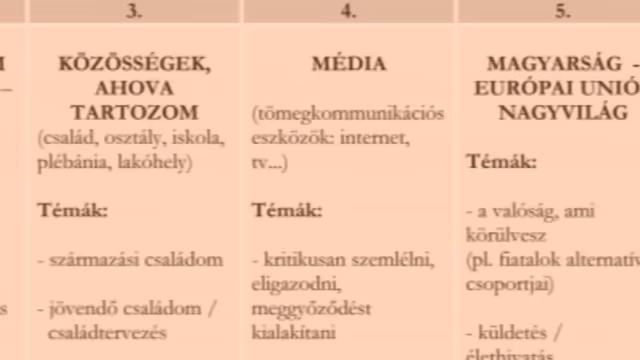 3.
KÖZÖSSÉGEK,
AHOVA
TARTOZOM
(család, osztály, iskola,
plébánia, lakóhely)
Témák:
- származási családom
- jövendő családom /
családtervezés
4.
MÉDIA
(tömegkommunikációs
eszközök: internet,
tv...)
Témák:
- kritikusan szemlélni,
eligazodni,
meggyőződést
kialakítani
5.
MAGYARSÁG -
EURÓPAI UNIÓ
NAGYVILÁG
Témák:
- a valóság, ami
körülvesz
(pl. fiatalok alternatív
csoportjai)
- küldetés /
élethivatás